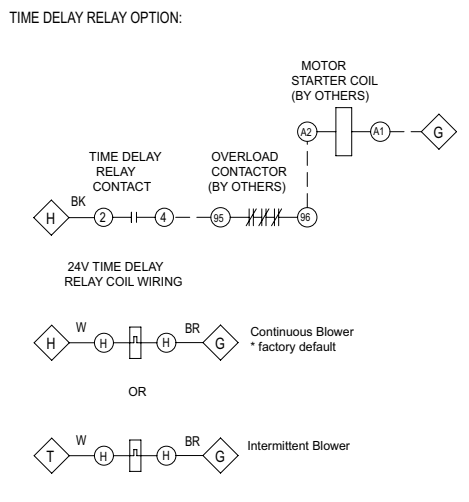 TIME DELAY RELAY OPTION:
MOTOR
STARTER COIL
(BY OTHERS)
A2
A1
G
TIME DELAY
RELAY
CONTACT
OVERLOAD
CONTACTOR
(BY OTHERS)
H
BK
2
4
95
96
24V TIME DELAY
RELAY COIL WIRING
H
W
H
H
BR
G
Continuous Blower
* factory default
OR
T
W
H
H
BR
G
Intermittent Blower